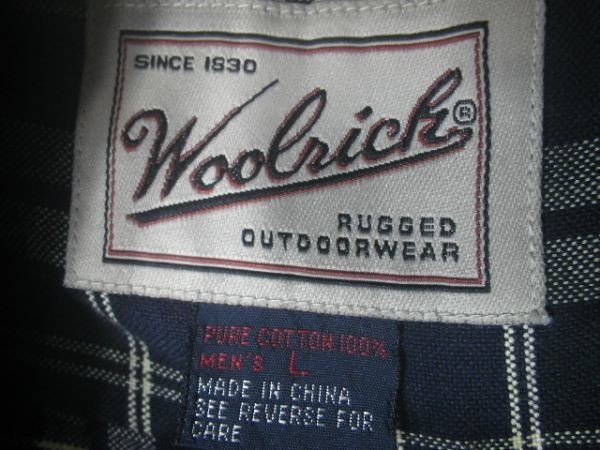 SINCE 1830
Woolrich®
RUGGED
OUTDOORWEAR
PURE COTTON 100%
MEN'S L
MADE IN CHINA
SEE REVERSE FOR
CARE